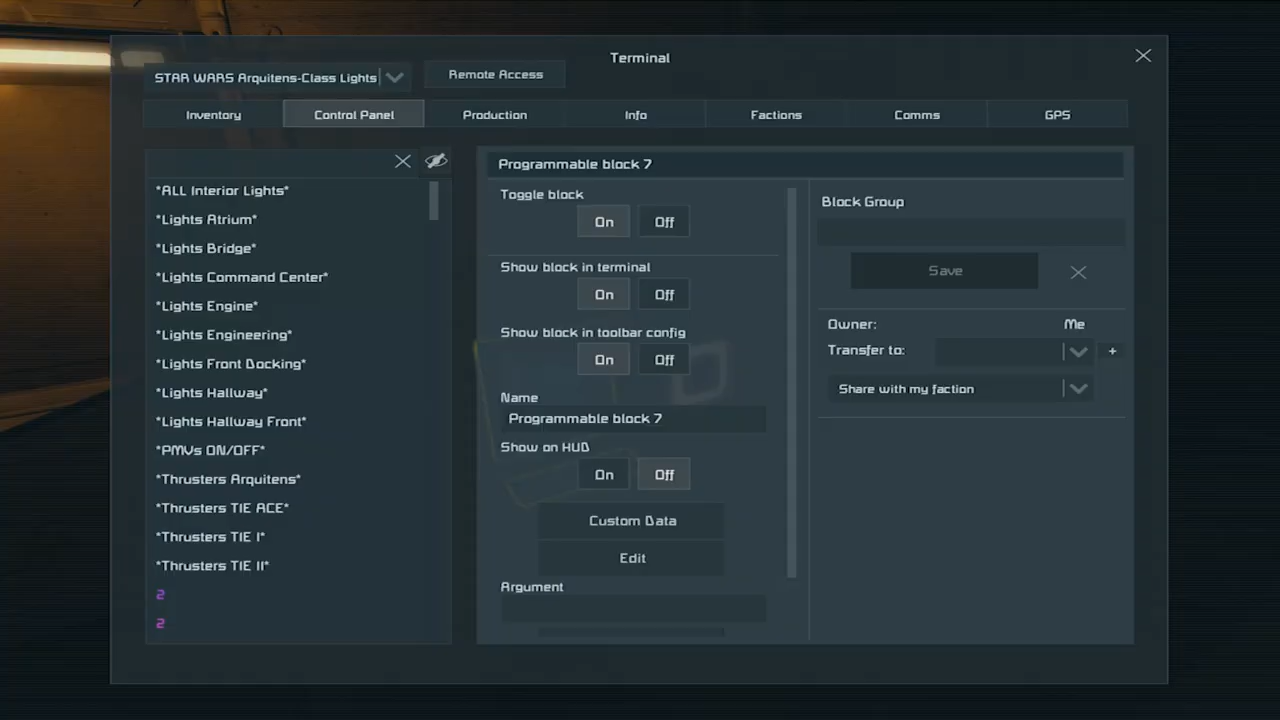 Terminal
STAR WARS Arquitens-Class Lights
Remote Access
Inventory
Control Panel
Production
Info
Factions
Comms
GPS
*ALL Interior Lights*
*Lights Atrium*
*Lights Bridge*
*Lights Command Center*
*Lights Engine*
*Lights Engineering*
*Lights Front Docking*
*Lights Hallway*
*Lights Hallway Front*
*PMVs ON/OFF*
*Thrusters Arquitens*
*Thrusters TIE ACE*
*Thrusters TIE I*
*Thrusters TIE II*
2
2
Programmable block 7
Toggle block
On Off
Show block in terminal
On Off
Show block in toolbar config
On Off
Name
Programmable block 7
Show on HUD
On Off
Custom Data
Edit
Argument
Block Group
Save
Owner: Me
Transfer to:
+
Share with my faction